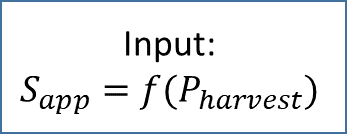 Input:
S_app = f(P_harvest)